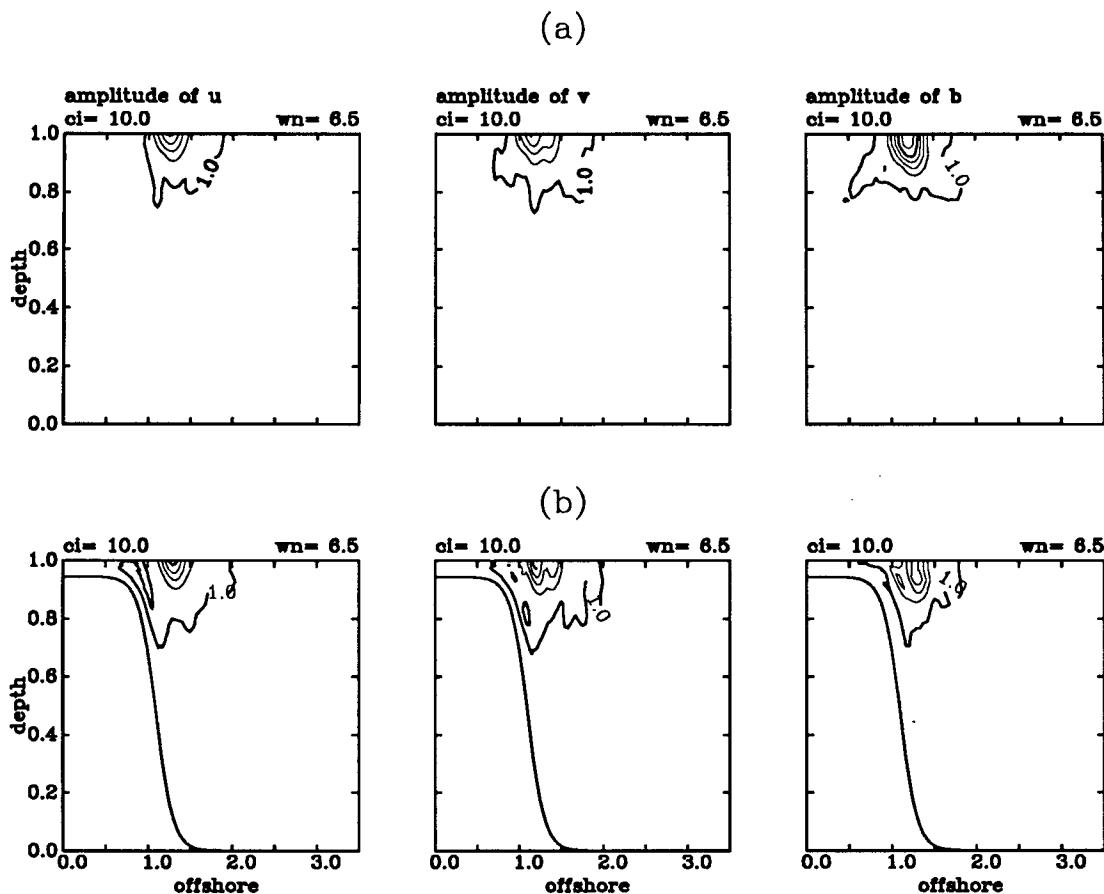 (a)
amplitude of u
ci= 10.0 wn= 6.5
amplitude of v
ci= 10.0 wn= 6.5
amplitude of b
ci= 10.0 wn= 6.5
1.0
0.8
0.6
0.4
0.2
0.0
depth
1.0
1.0
1.0
(b)
ci= 10.0 wn= 6.5
ci= 10.0 wn= 6.5
ci= 10.0 wn= 6.5
1.0
0.8
0.6
0.4
0.2
0.0
depth
1.0
1.0
1.0
0.0 1.0 2.0 3.0
offshore
0.0 1.0 2.0 3.0
offshore
0.0 1.0 2.0 3.0
offshore